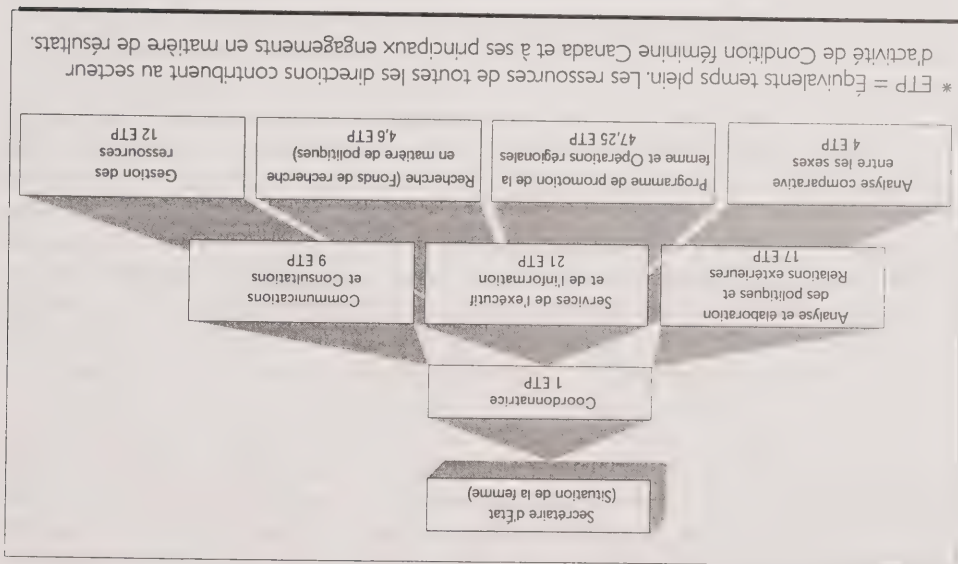 Secrétaire d'État
(Situation de la femme)
Coordonnatrice
1 ETP
Analyse et élaboration
des politiques et
Relations extérieures
17 ETP
Services de l'exécutif
et de l'information
21 ETP
Communications
et Consultations
9 ETP
Analyse comparative
entre les sexes
4 ETP
Programme de promotion de la
femme et Opérations régionales
47,25 ETP
Recherche (Fonds de recherche
en matière de politiques)
4,6 ETP
Gestion des
ressources
12 ETP
* ETP = Équivalents temps plein. Les ressources de toutes les directions contribuent au secteur
d'activité de Condition féminine Canada et à ses principaux engagements en matière de résultats.